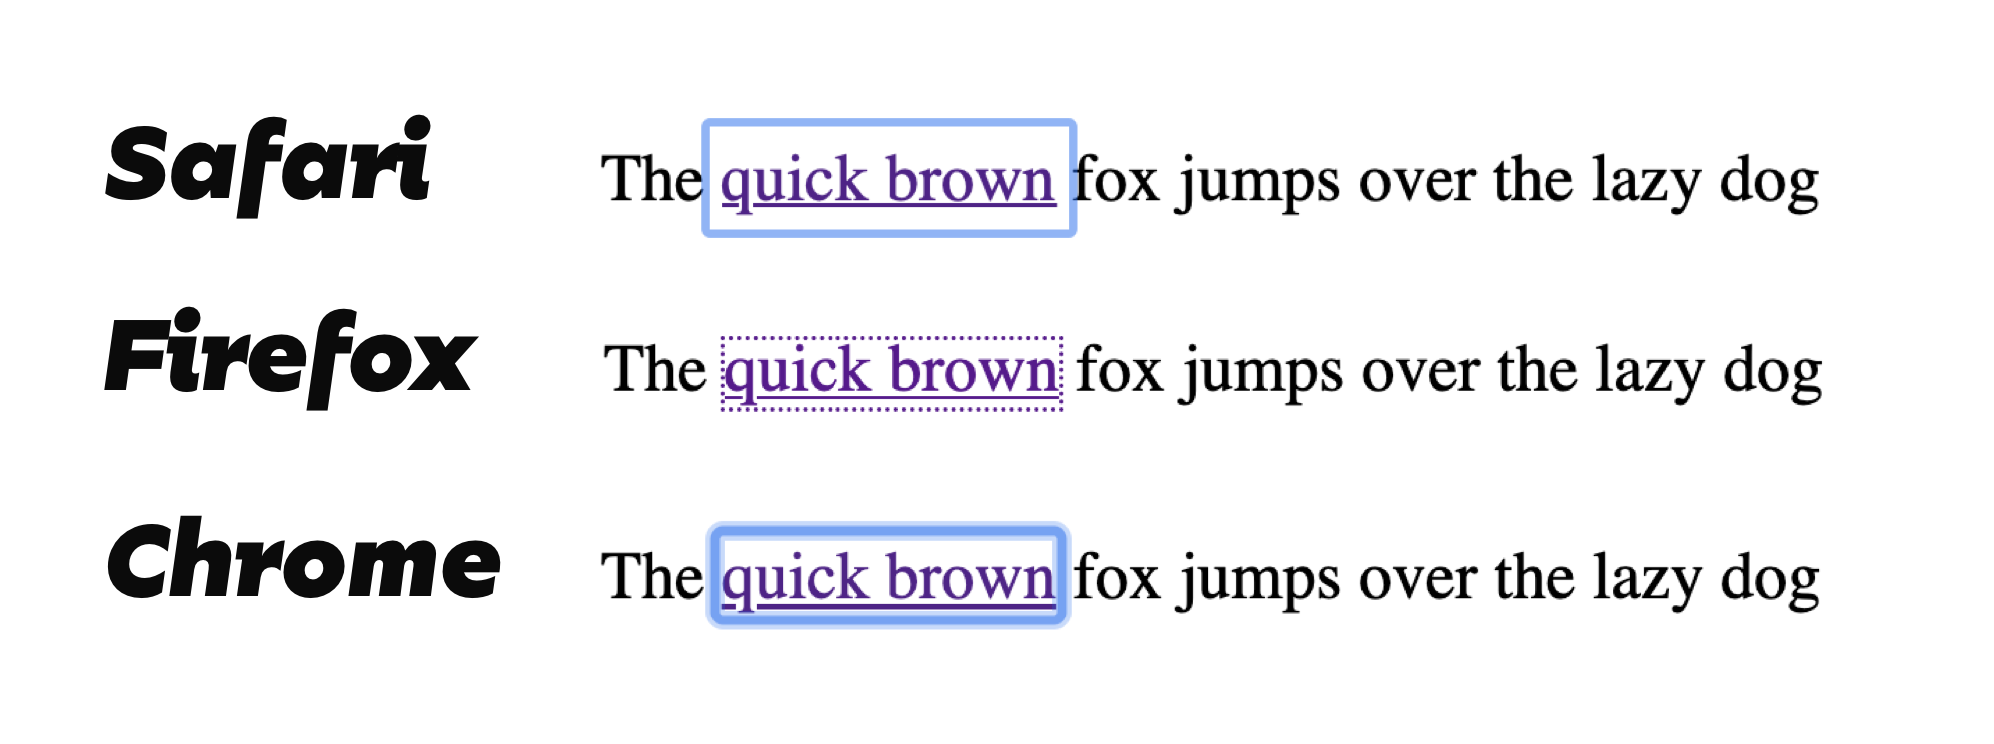 Safari The quick brown fox jumps over the lazy dog
Firefox The quick brown fox jumps over the lazy dog
Chrome The quick brown fox jumps over the lazy dog